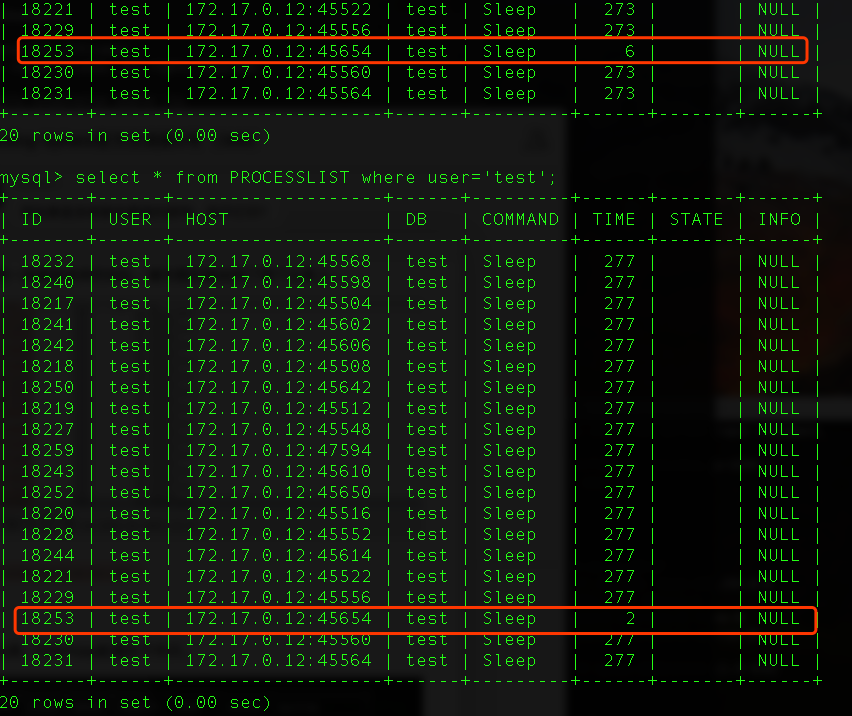 | 18221 | test | 172.17.0.12:45522 | test | Sleep | 273 | | NULL |
| 18229 | test | 172.17.0.12:45556 | test | Sleep | 273 | | NULL |
| 18253 | test | 172.17.0.12:45654 | test | Sleep | 6 | | NULL |
| 18230 | test | 172.17.0.12:45560 | test | Sleep | 273 | | NULL |
| 18231 | test | 172.17.0.12:45564 | test | Sleep | 273 | | NULL |
+-------+------+-------------------+------+---------+------+-------+------+
20 rows in set (0.00 sec)
mysql> select * from PROCESSLIST where user='test';
+-------+------+-------------------+------+---------+------+-------+------+
| ID | USER | HOST | DB | COMMAND | TIME | STATE | INFO |
+-------+------+-------------------+------+---------+------+-------+------+
| 18232 | test | 172.17.0.12:45568 | test | Sleep | 277 | | NULL |
| 18240 | test | 172.17.0.12:45598 | test | Sleep | 277 | | NULL |
| 18217 | test | 172.17.0.12:45504 | test | Sleep | 277 | | NULL |
| 18241 | test | 172.17.0.12:45602 | test | Sleep | 277 | | NULL |
| 18242 | test | 172.17.0.12:45606 | test | Sleep | 277 | | NULL |
| 18218 | test | 172.17.0.12:45508 | test | Sleep | 277 | | NULL |
| 18250 | test | 172.17.0.12:45642 | test | Sleep | 277 | | NULL |
| 18219 | test | 172.17.0.12:45512 | test | Sleep | 277 | | NULL |
| 18227 | test | 172.17.0.12:45548 | test | Sleep | 277 | | NULL |
| 18259 | test | 172.17.0.12:47594 | test | Sleep | 277 | | NULL |
| 18243 | test | 172.17.0.12:45610 | test | Sleep | 277 | | NULL |
| 18252 | test | 172.17.0.12:45650 | test | Sleep | 277 | | NULL |
| 18220 | test | 172.17.0.12:45516 | test | Sleep | 277 | | NULL |
| 18228 | test | 172.17.0.12:45552 | test | Sleep | 277 | | NULL |
| 18244 | test | 172.17.0.12:45614 | test | Sleep | 277 | | NULL |
| 18221 | test | 172.17.0.12:45522 | test | Sleep | 277 | | NULL |
| 18229 | test | 172.17.0.12:45556 | test | Sleep | 277 | | NULL |
| 18253 | test | 172.17.0.12:45654 | test | Sleep | 2 | | NULL |
| 18230 | test | 172.17.0.12:45560 | test | Sleep | 277 | | NULL |
| 18231 | test | 172.17.0.12:45564 | test | Sleep | 277 | | NULL |
+-------+------+-------------------+------+---------+------+-------+------+
20 rows in set (0.00 sec)